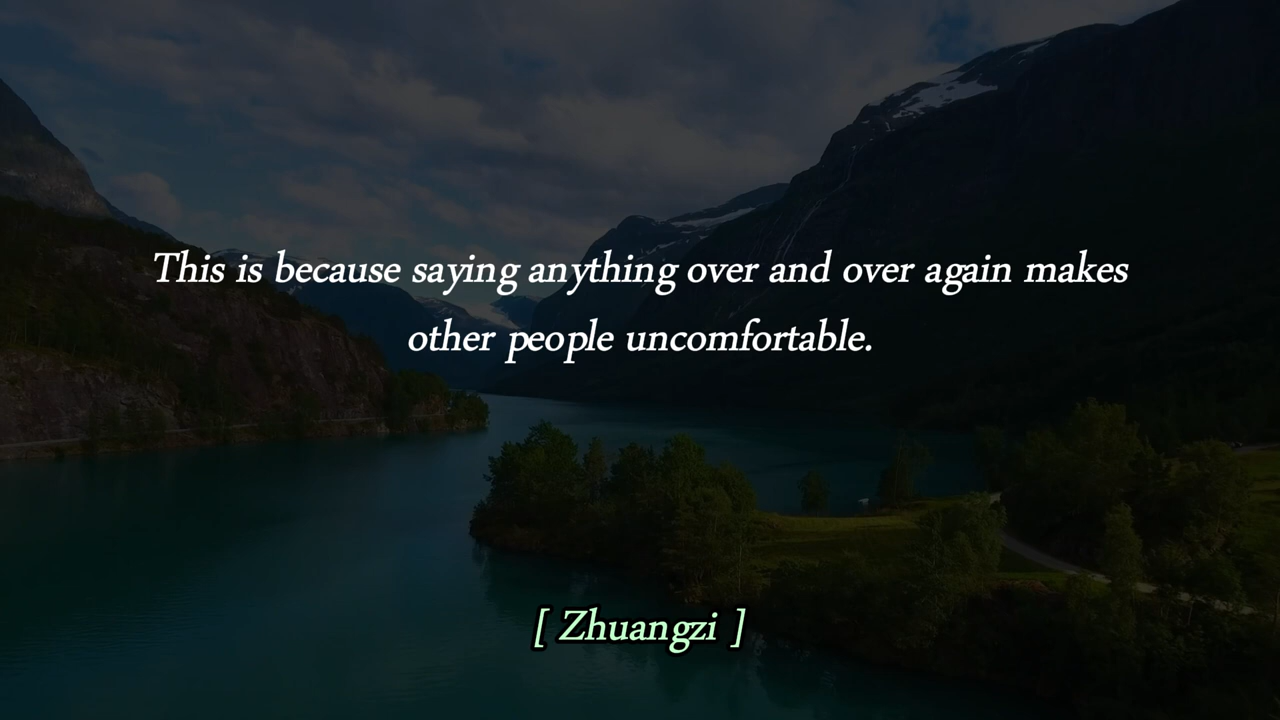 This is because saying anything over and over again makes
other people uncomfortable.
[ Zhuangzi ]